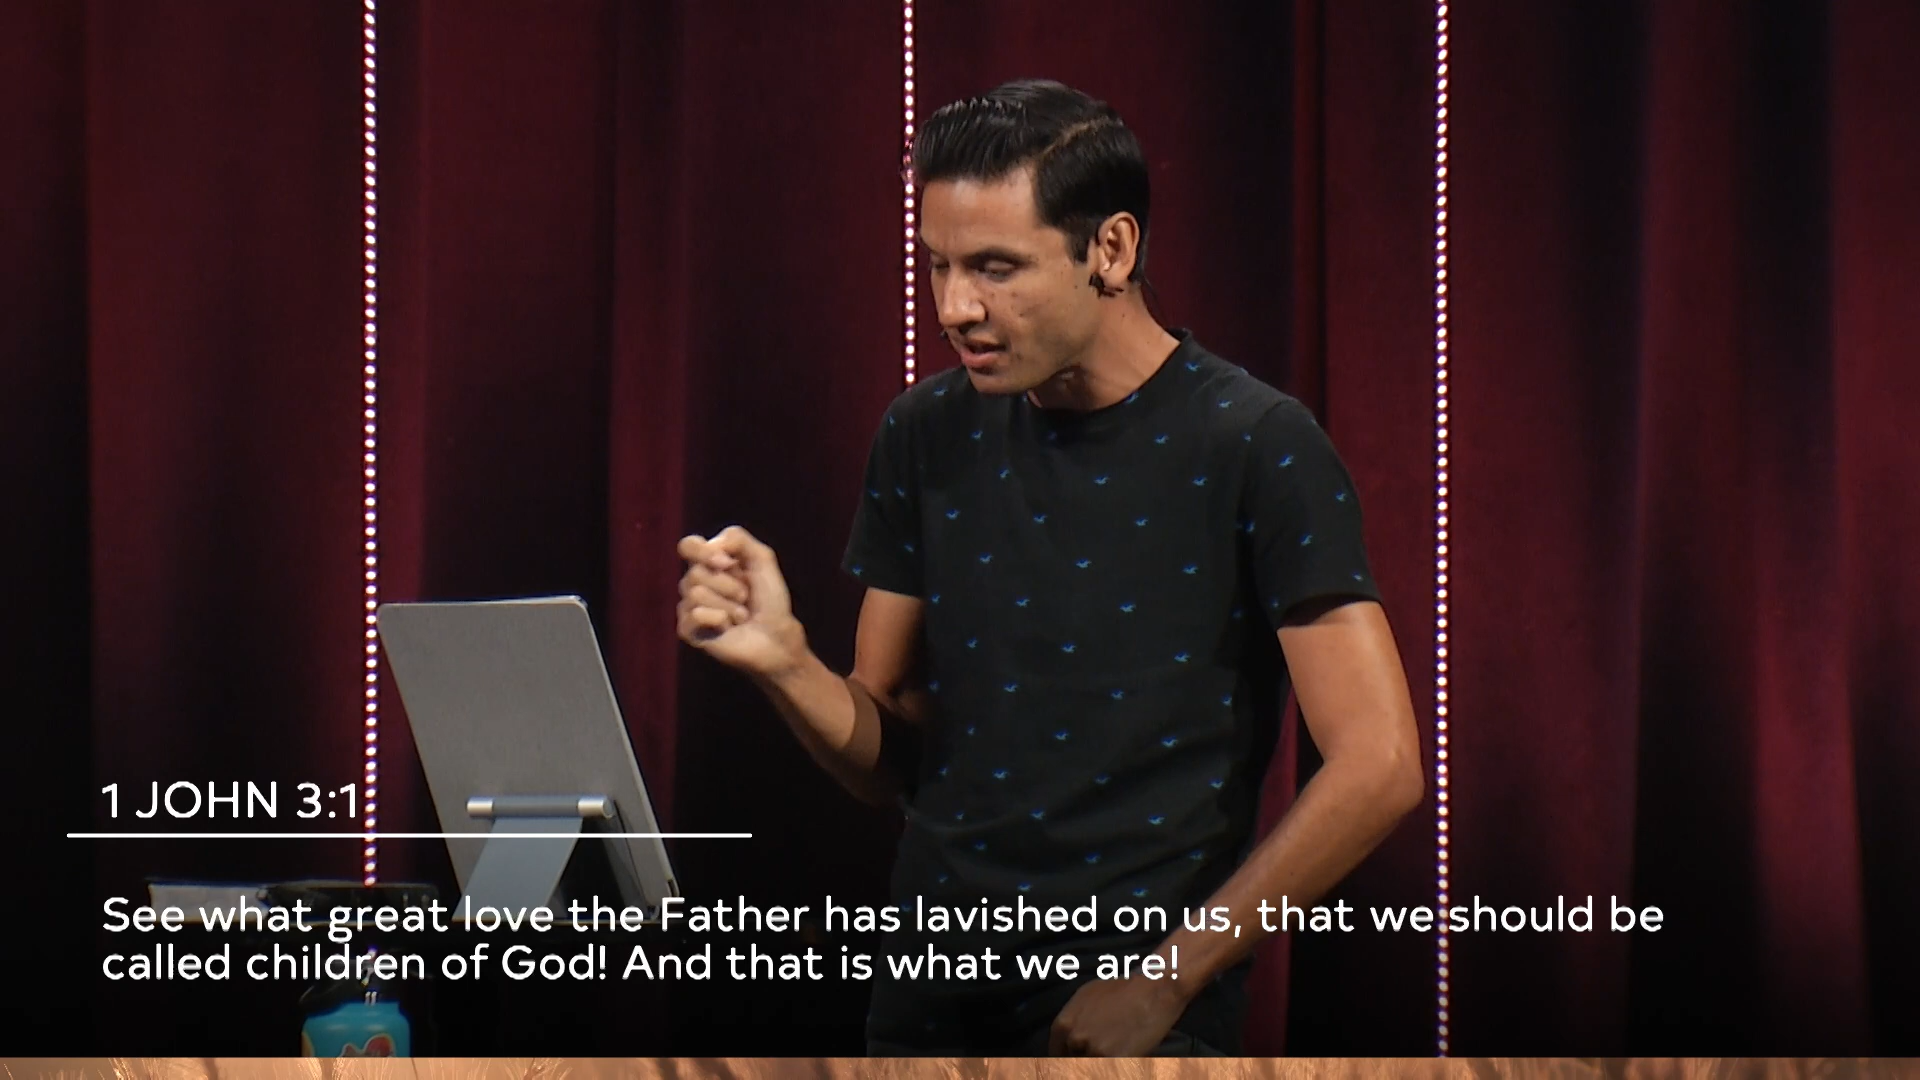 1 JOHN 3:1
See what great love the Father has lavished on us, that we should be
called children of God! And that is what we are!